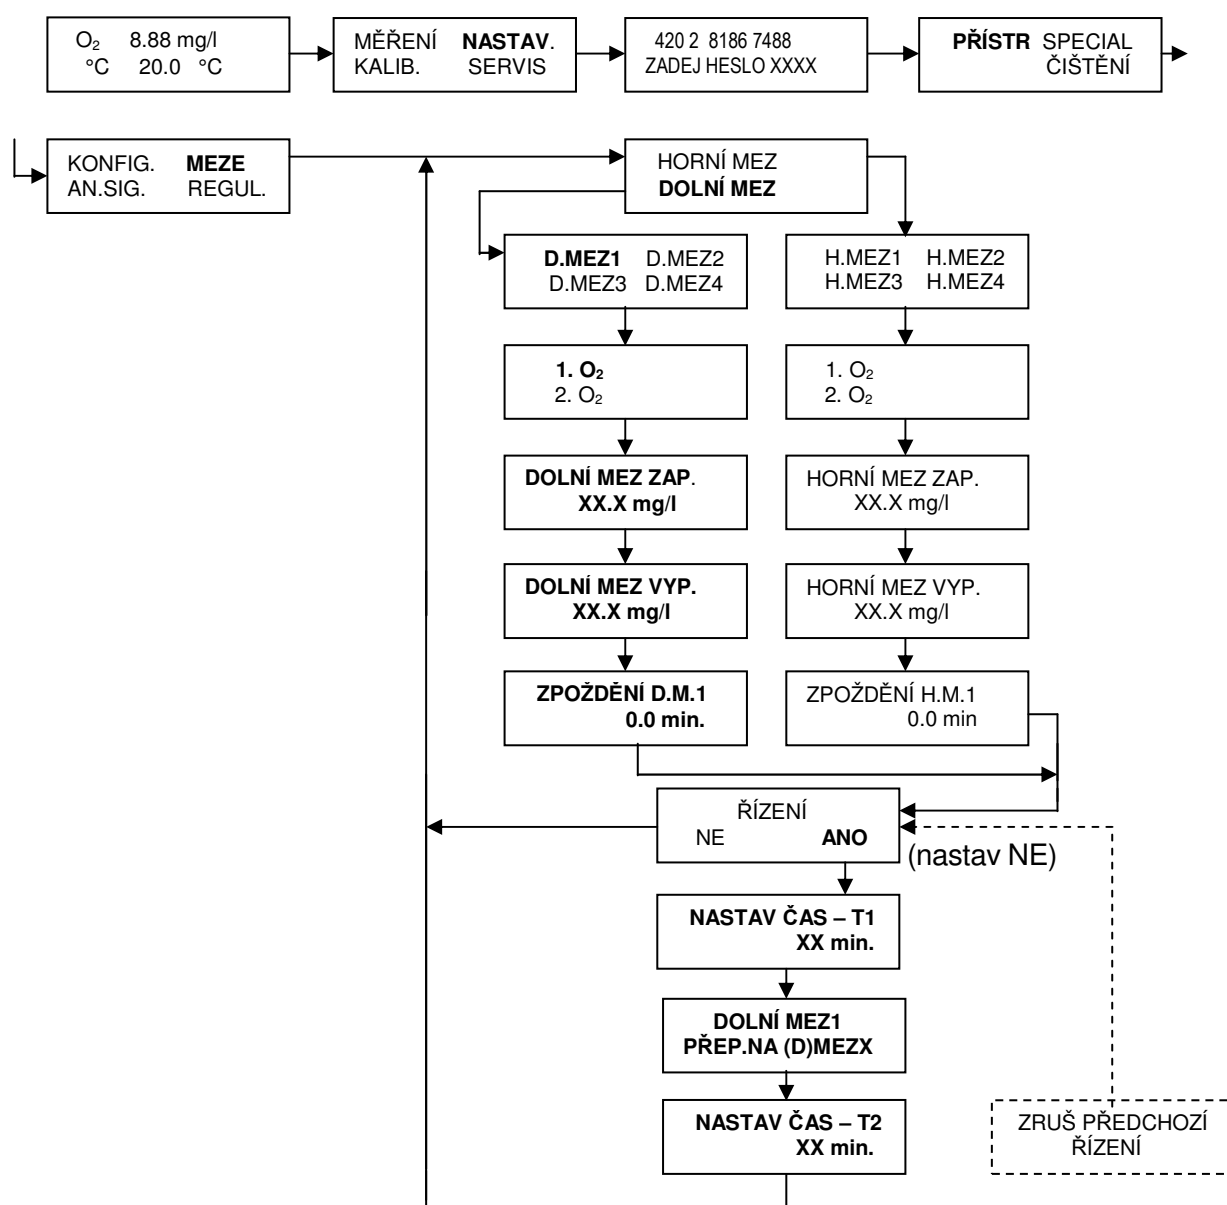 O₂ 8.88 mg/l
°C 20.0 °C
MĚŘENÍ NASTAV.
KALIB. SERVIS
420 2 8186 7488
ZADEJ HESLO XXXX
PŘÍSTR SPECIAL
ČIŠTĚNÍ
KONFIG. MEZE
AN.SIG. REGUL.
HORNÍ MEZ
DOLNÍ MEZ
D.MEZ1 D.MEZ2
D.MEZ3 D.MEZ4
H.MEZ1 H.MEZ2
H.MEZ3 H.MEZ4
1. O₂
2. O₂
1. O₂
2. O₂
DOLNÍ MEZ ZAP.
XX.X mg/l
HORNÍ MEZ ZAP.
XX.X mg/l
DOLNÍ MEZ VYP.
XX.X mg/l
HORNÍ MEZ VYP.
XX.X mg/l
ZPOŽDĚNÍ D.M.1
0.0 min.
ZPOŽDĚNÍ H.M.1
0.0 min
ŘÍZENÍ
NE ANO
(nastav NE)
NASTAV ČAS – T1
XX min.
DOLNÍ MEZ1
PŘEP.NA (D)MEZX
NASTAV ČAS – T2
XX min.
ZRUŠ PŘEDCHOZÍ
ŘÍZENÍ